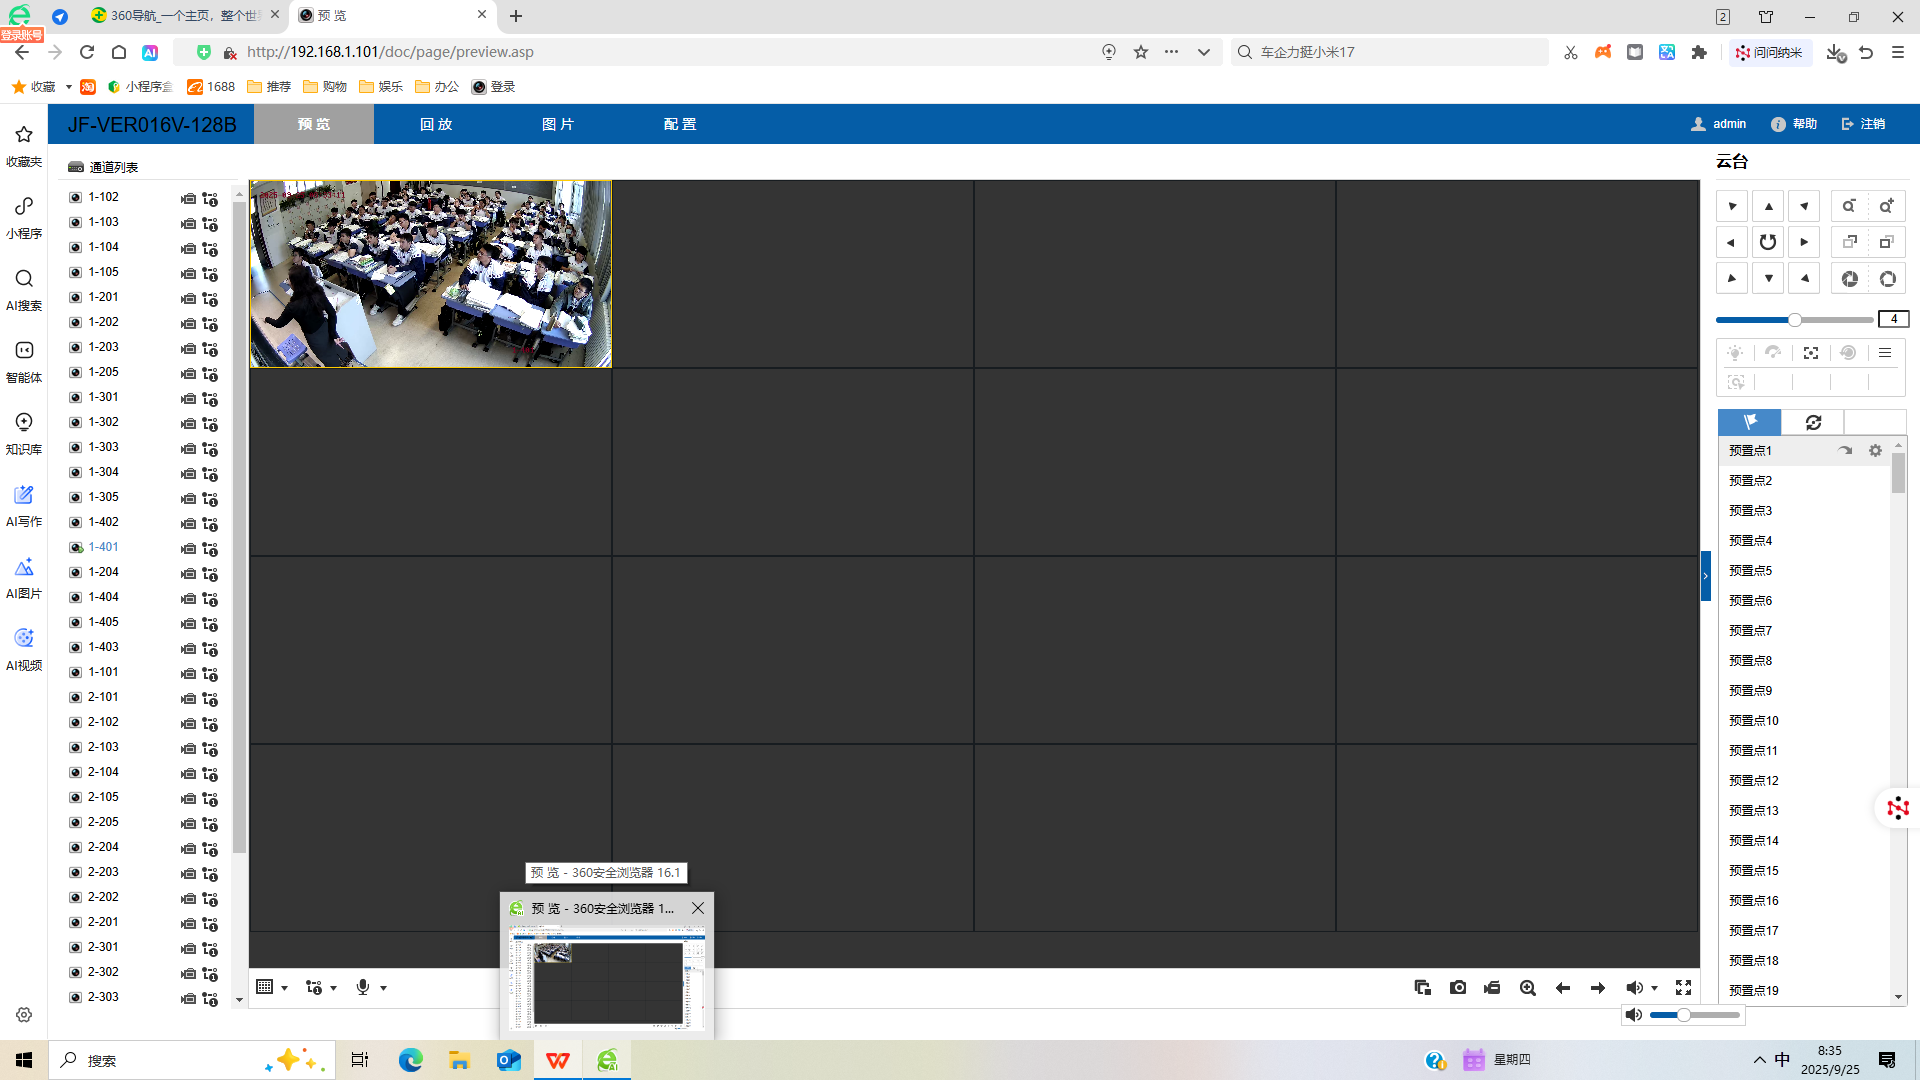 登录账号
360导航_一个主页，整个世
预 览
2
http://192.168.1.101/doc/page/preview.asp
车企力挺小米17
问问纳米
收藏
小程序盒
1688
推荐
购物
娱乐
办公
登录
收藏夹
小程序
AI搜索
智能体
知识库
AI写作
AI图片
AI视频
JF-VER016V-128B
预 览
回 放
图 片
配 置
admin
帮助
注销
通道列表
1-102
1-103
1-104
1-105
1-201
1-202
1-203
1-205
1-301
1-302
1-303
1-304
1-305
1-402
1-401
1-204
1-404
1-405
1-403
1-101
2-101
2-102
2-103
2-104
2-105
2-205
2-204
2-203
2-202
2-201
2-301
2-302
2-303
云台
4
预置点1
预置点2
预置点3
预置点4
预置点5
预置点6
预置点7
预置点8
预置点9
预置点10
预置点11
预置点12
预置点13
预置点14
预置点15
预置点16
预置点17
预置点18
预置点19
预 览 - 360安全浏览器 16.1
预 览 - 360安全浏览器 1...
搜索
星期四
中
8:35
2025/9/25